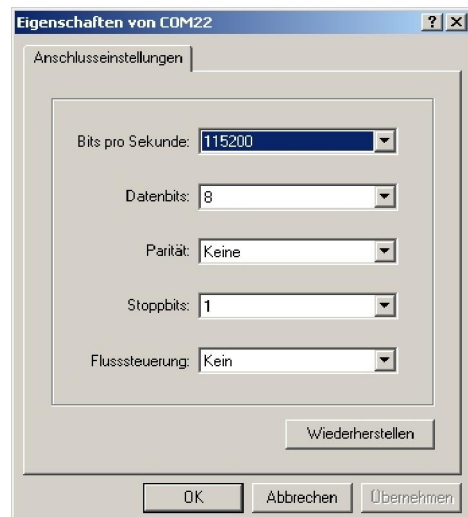 Eigenschaften von COM22
Anschlusseinstellungen
Bits pro Sekunde: 115200
Datenbits: 8
Parität: Keine
Stoppbits: 1
Flusssteuerung: Kein
Wiederherstellen
OK Abbrechen Übernehmen